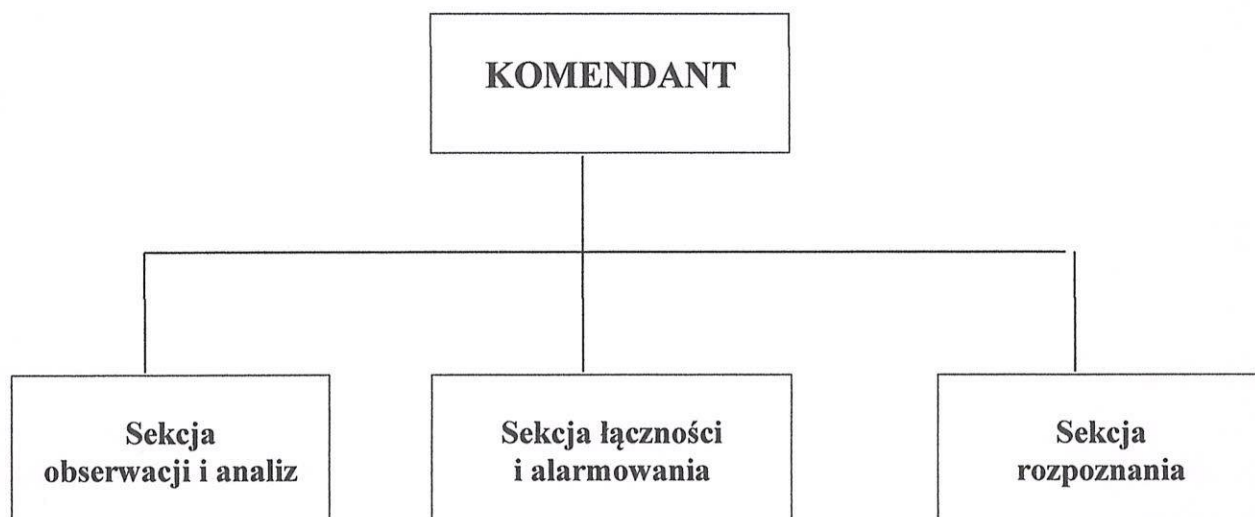 KOMENDANT
Sekcja
obserwacji i analiz
Sekcja łączności
i alarmowania
Sekcja
rozpoznania